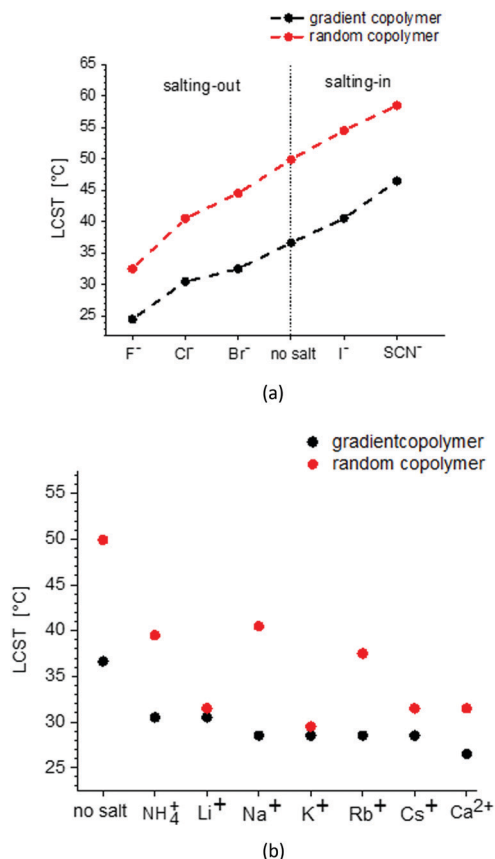 gradient copolymer
random copolymer
salting-out salting-in
LCST [°C]
65
60
55
50
45
40
35
30
25
F⁻ Cl⁻ Br⁻ no salt I⁻ SCN⁻
(a)
gradientcopolymer
random copolymer
LCST [°C]
55
50
45
40
35
30
25
no salt NH₄⁺ Li⁺ Na⁺ K⁺ Rb⁺ Cs⁺ Ca²⁺
(b)